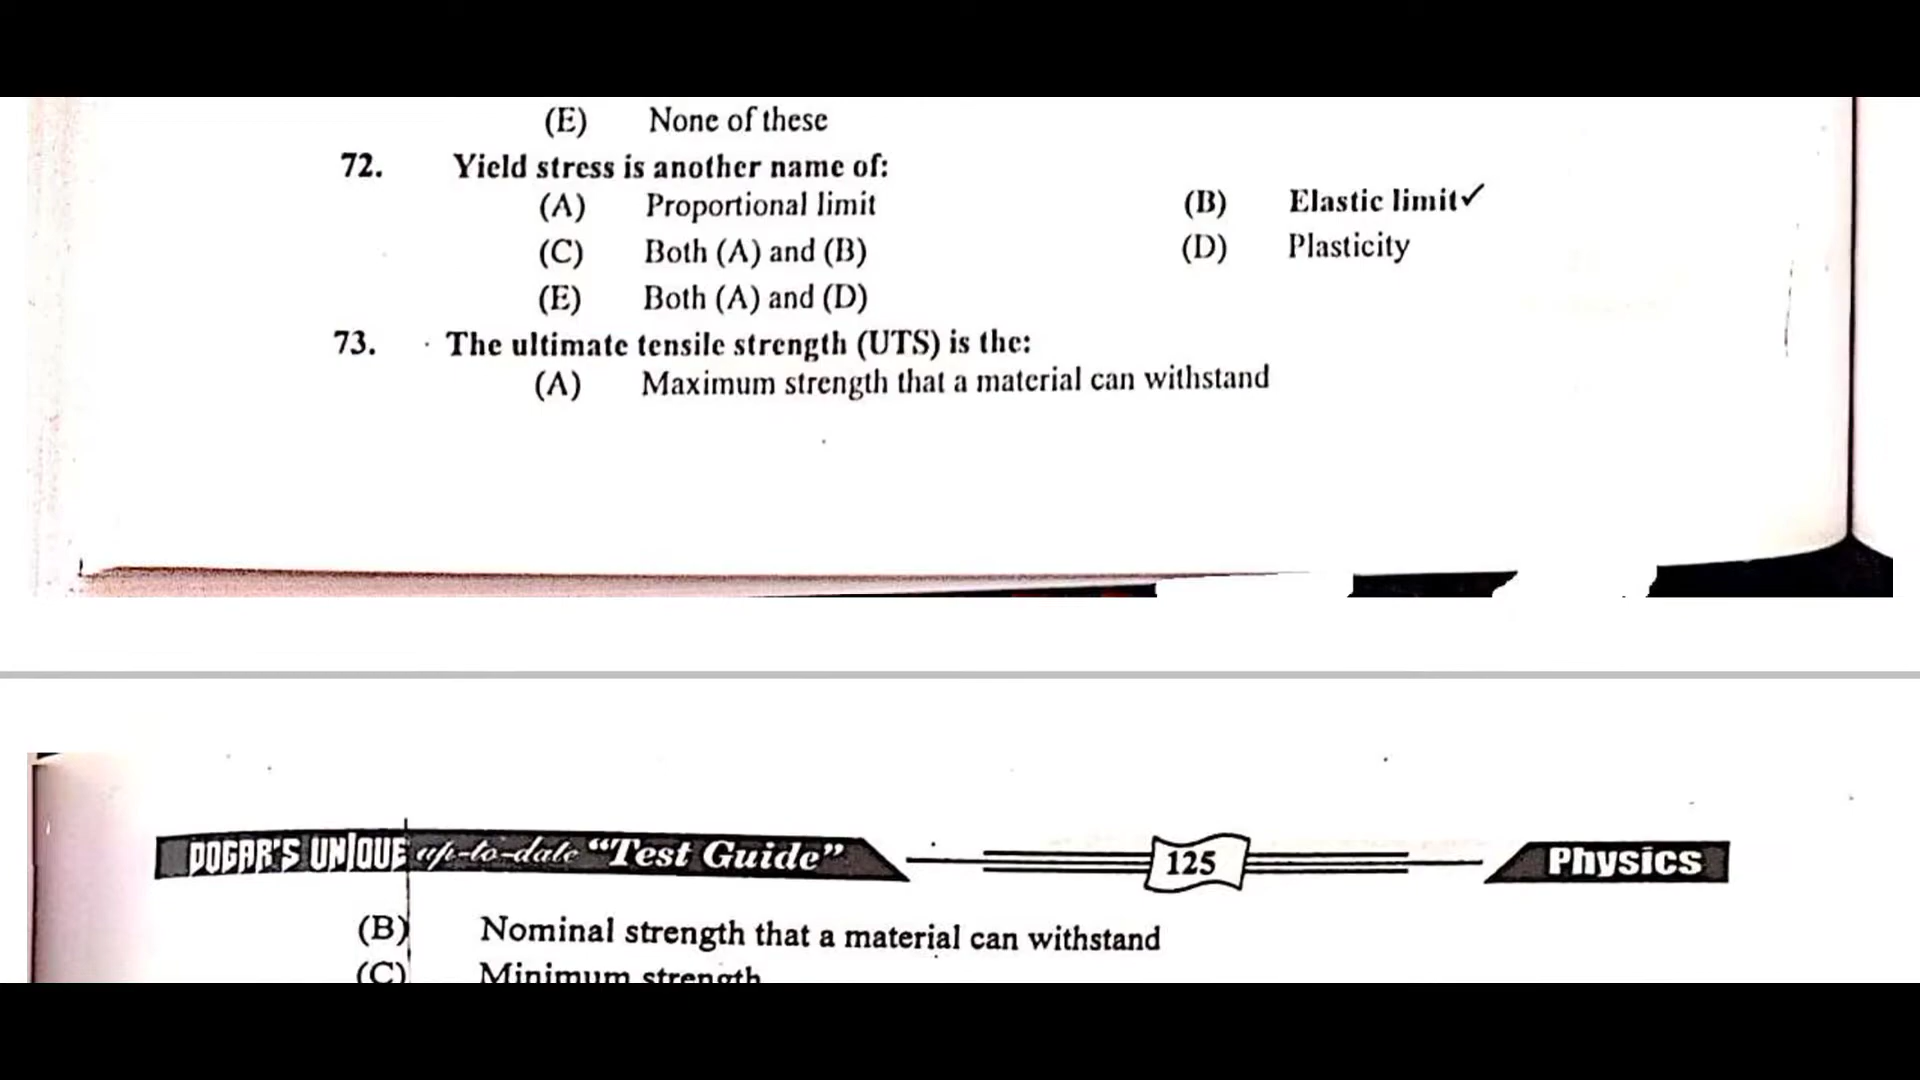 (E) None of these
72. Yield stress is another name of:
(A) Proportional limit (B) Elastic limit✓
(C) Both (A) and (B) (D) Plasticity
(E) Both (A) and (D)
73. The ultimate tensile strength (UTS) is the:
(A) Maximum strength that a material can withstand
DOGAR'S UNIQUE up-to-date “Test Guide” 125 Physics
(B) Nominal strength that a material can withstand
(C) Minimum strength